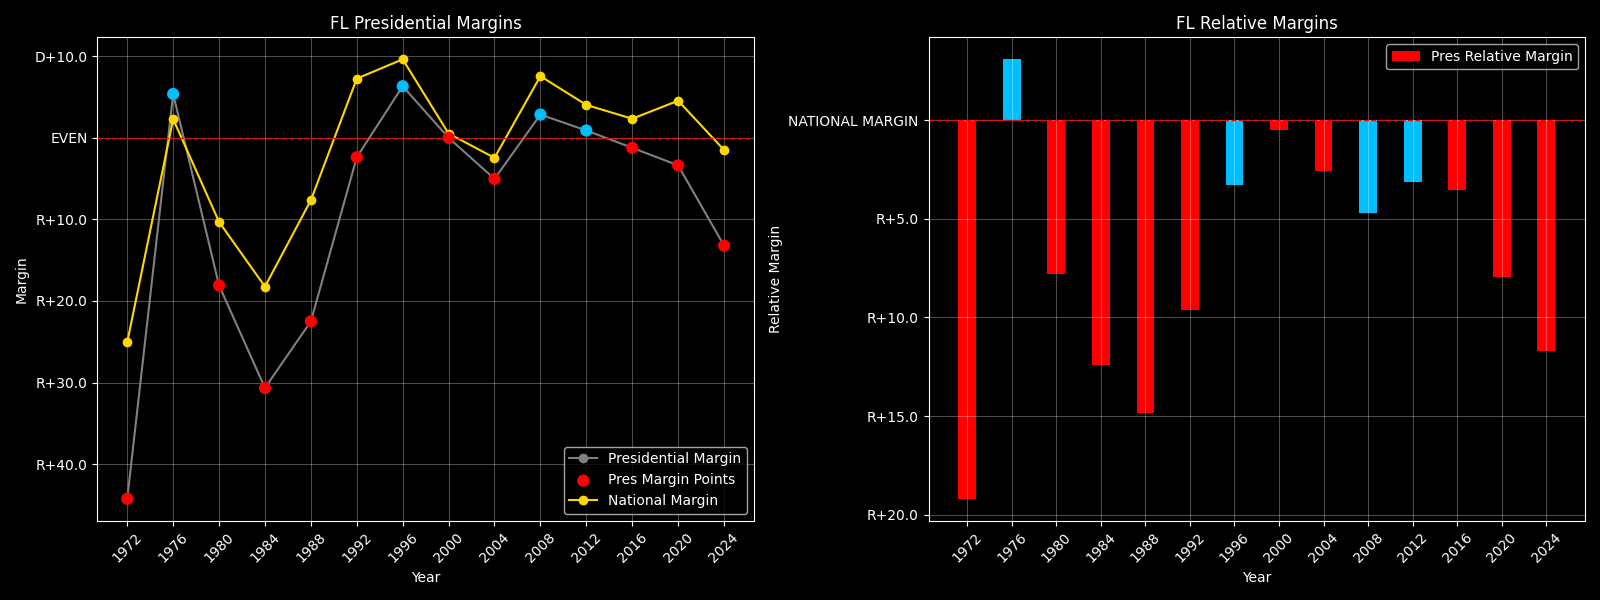 FL Presidential Margins
D+10.0
EVEN
R+10.0
R+20.0
R+30.0
R+40.0
Margin
Presidential Margin
Pres Margin Points
National Margin
1972
1976
1980
1984
1988
1992
1996
2000
2004
2008
2012
2016
2020
2024
Year
FL Relative Margins
Pres Relative Margin
NATIONAL MARGIN
R+5.0
R+10.0
R+15.0
R+20.0
Relative Margin
1972
1976
1980
1984
1988
1992
1996
2000
2004
2008
2012
2016
2020
2024
Year